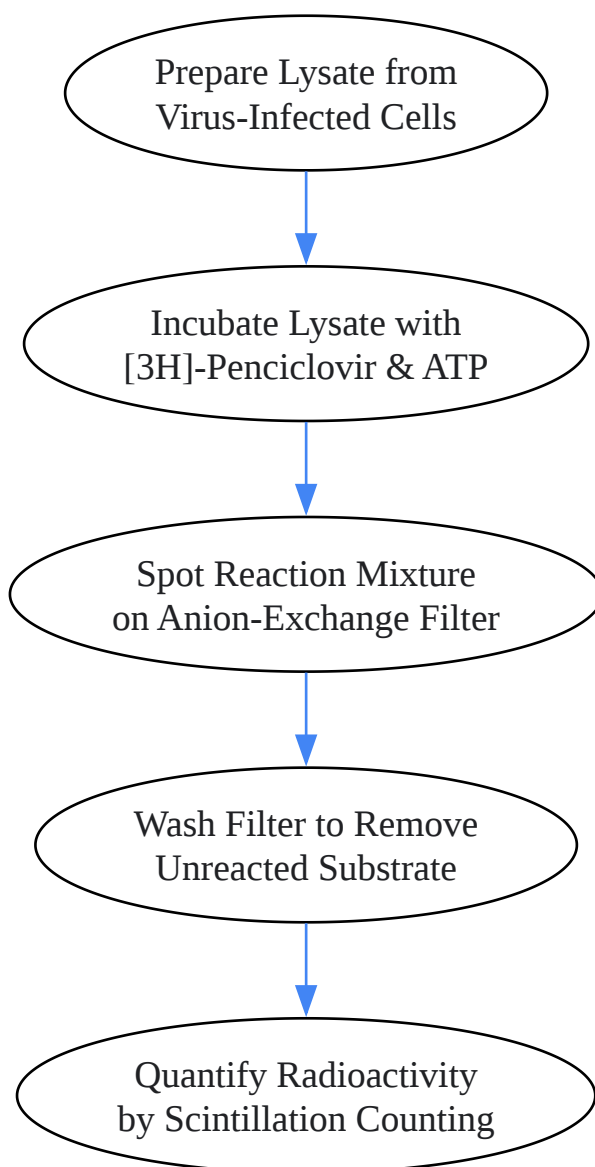 Prepare Lysate from
Virus-Infected Cells
Incubate Lysate with
[3H]-Penciclovir & ATP
Spot Reaction Mixture
on Anion-Exchange Filter
Wash Filter to Remove
Unreacted Substrate
Quantify Radioactivity
by Scintillation Counting